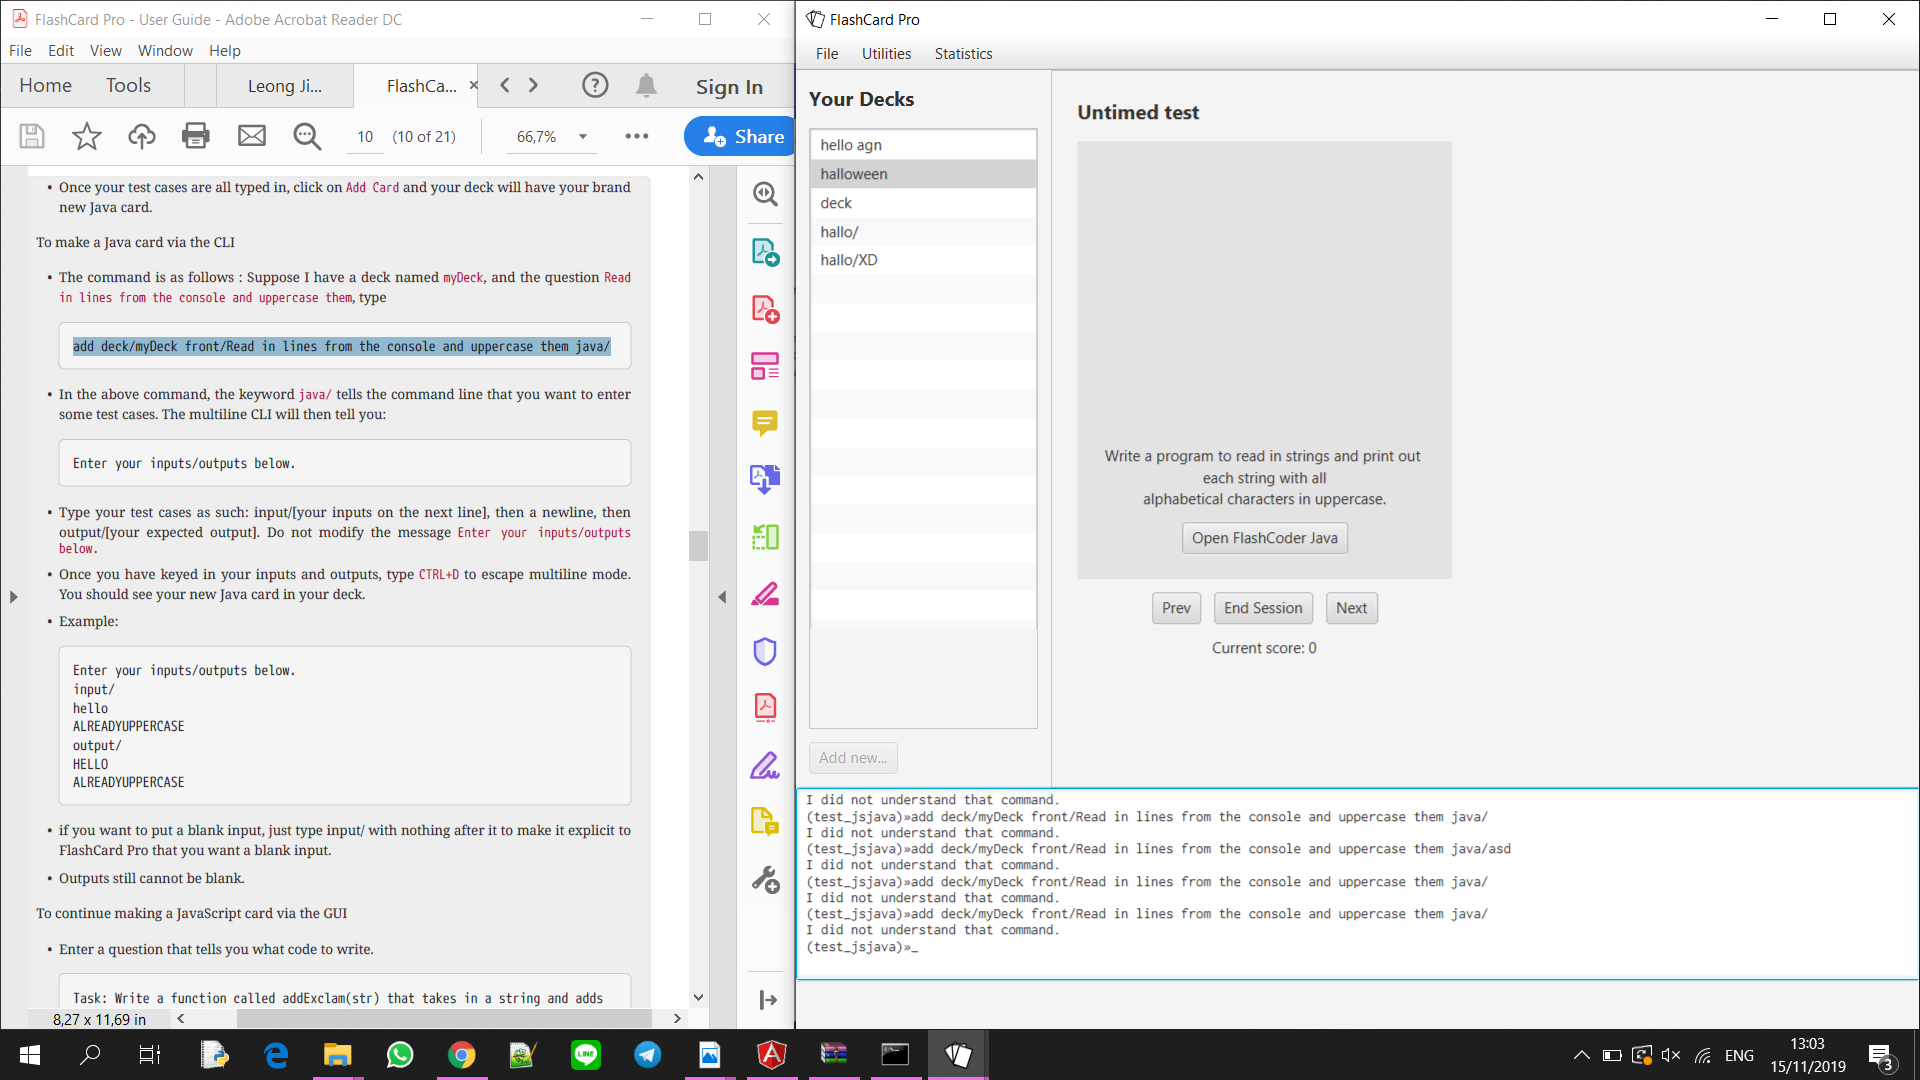 FlashCard Pro - User Guide - Adobe Acrobat Reader DC
File Edit View Window Help
Home Tools Leong Ji... FlashCa... Sign In
10 (10 of 21) 66,7% Share
• Once your test cases are all typed in, click on Add Card and your deck will have your brand
new Java card.
To make a Java card via the CLI
• The command is as follows : Suppose I have a deck named myDeck, and the question Read
in lines from the console and uppercase them, type
add deck/myDeck front/Read in lines from the console and uppercase them java/
• In the above command, the keyword java/ tells the command line that you want to enter
some test cases. The multiline CLI will then tell you:
Enter your inputs/outputs below.
• Type your test cases as such: input/[your inputs on the next line], then a newline, then
output/[your expected output]. Do not modify the message Enter your inputs/outputs
below.
• Once you have keyed in your inputs and outputs, type CTRL+D to escape multiline mode.
You should see your new Java card in your deck.
• Example:
Enter your inputs/outputs below.
input/
hello
ALREADYUPPERCASE
output/
HELLO
ALREADYUPPERCASE
• if you want to put a blank input, just type input/ with nothing after it to make it explicit to
FlashCard Pro that you want a blank input.
• Outputs still cannot be blank.
To continue making a JavaScript card via the GUI
• Enter a question that tells you what code to write.
Task: Write a function called addExclam(str) that takes in a string and adds
8,27 x 11,69 in
FlashCard Pro
File Utilities Statistics
Your Decks
hello agn
halloween
deck
hallo/
hallo/XD
Add new...
Untimed test
Write a program to read in strings and print out
each string with all
alphabetical characters in uppercase.
Open FlashCoder Java
Prev End Session Next
Current score: 0
I did not understand that command.
(test_jsjava)»add deck/myDeck front/Read in lines from the console and uppercase them java/
I did not understand that command.
(test_jsjava)»add deck/myDeck front/Read in lines from the console and uppercase them java/asd
I did not understand that command.
(test_jsjava)»add deck/myDeck front/Read in lines from the console and uppercase them java/
I did not understand that command.
(test_jsjava)»add deck/myDeck front/Read in lines from the console and uppercase them java/
I did not understand that command.
(test_jsjava)»_
LINE
ENG
13:03
15/11/2019
3